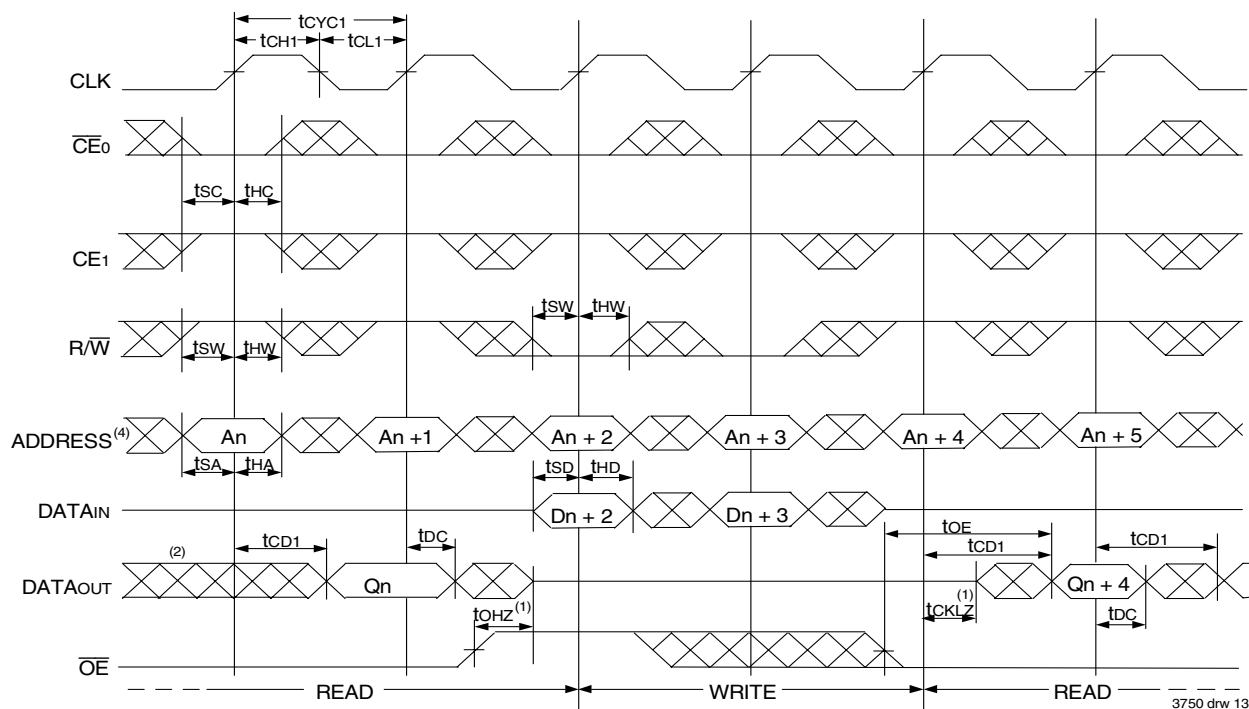 tCYC1
tCH1 tCL1
CLK
CE0
tSC tHC
CE1
tSW tHW
R/W
tSW tHW
ADDRESS(4) An An +1 An + 2 An + 3 An + 4 An + 5
tSA tHA
tSD tHD
DATAIN Dn + 2 Dn + 3
tOE
(2) tCD1 tDC tCD1 tCD1
DATAOUT Qn Qn + 4
tOHZ(1) tCKLZ(1) tDC
OE
READ WRITE READ
3750 drw 13